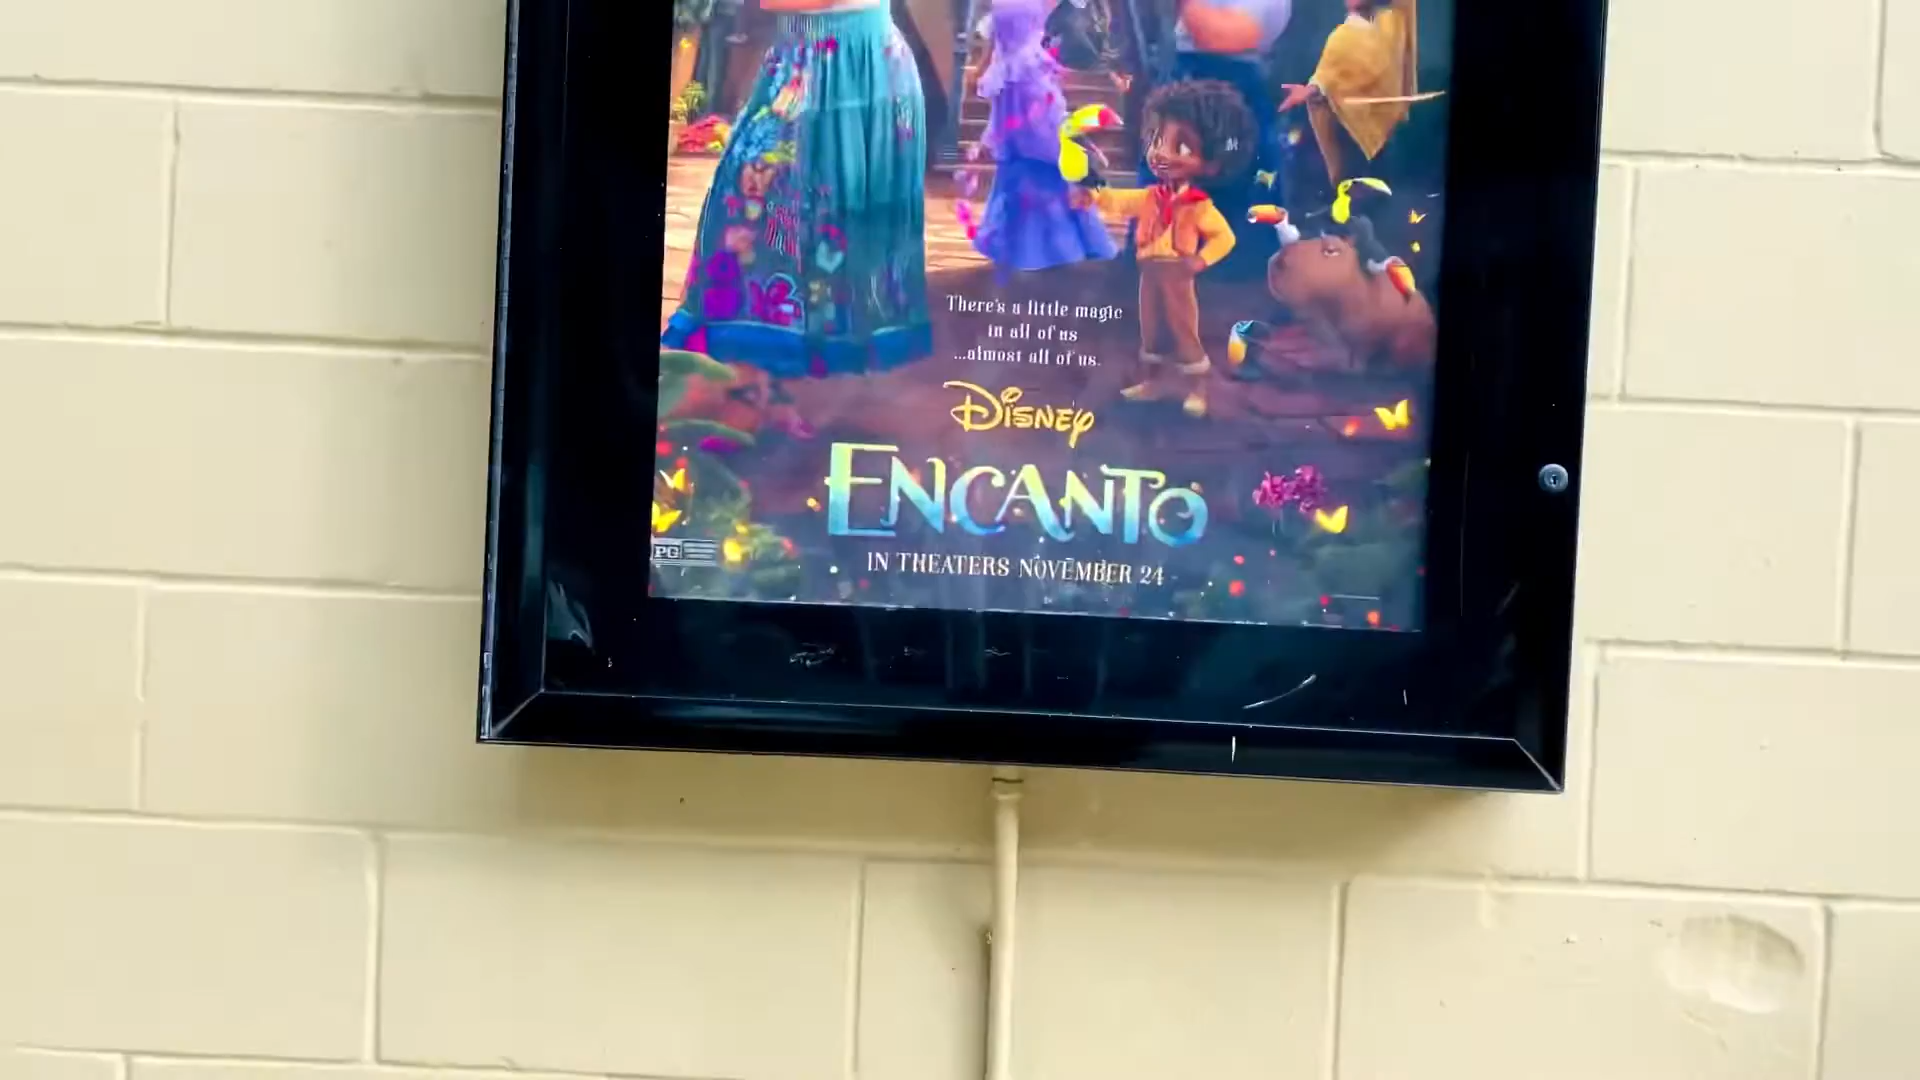 There's a little magic
in all of us
...almost all of us.
Disney
ENCANTO
PG
IN THEATERS NOVEMBER 24